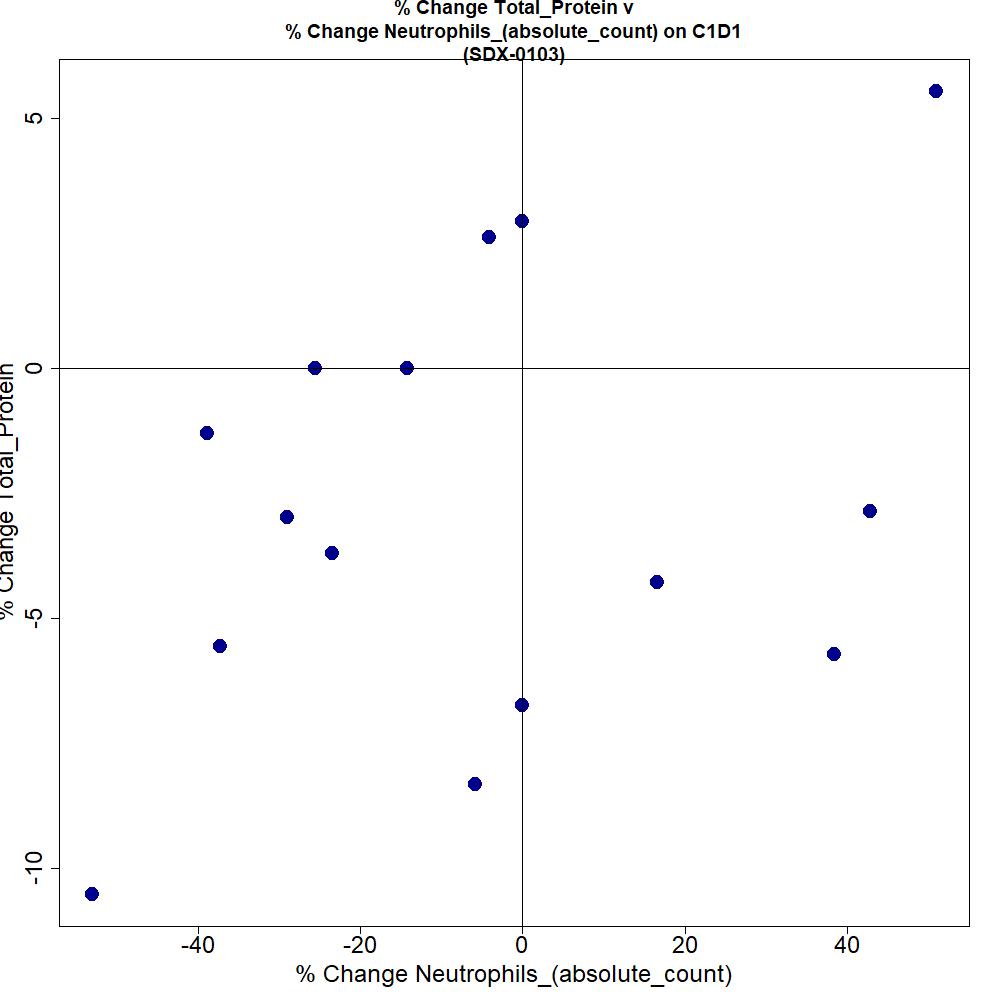 % Change Total_Protein v
% Change Neutrophils_(absolute_count) on C1D1
(SDX-0103)
5
0
-5
-10
% Change Total_Protein
-40
-20
0
20
40
% Change Neutrophils_(absolute_count)